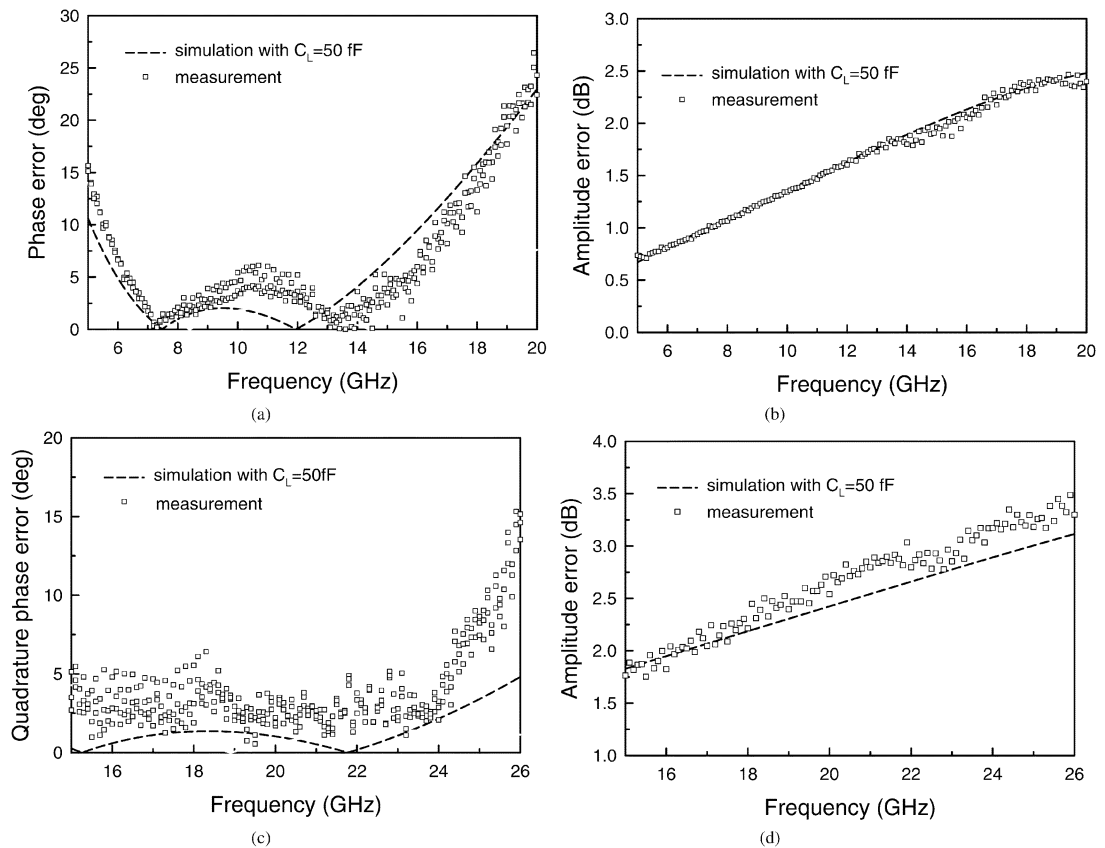 30
25
20
15
10
5
0
Phase error (deg)
simulation with CL=50 fF
measurement
6 8 10 12 14 16 18 20
Frequency (GHz)
(a)
3.0
2.5
2.0
1.5
1.0
0.5
0.0
Amplitude error (dB)
simulation with CL=50 fF
measurement
6 8 10 12 14 16 18 20
Frequency (GHz)
(b)
20
15
10
5
0
Quadrature phase error (deg)
simulation with CL=50fF
measurement
16 18 20 22 24 26
Frequency (GHz)
(c)
4.0
3.5
3.0
2.5
2.0
1.5
1.0
Amplitude error (dB)
simulation with CL=50 fF
measurement
16 18 20 22 24 26
Frequency (GHz)
(d)